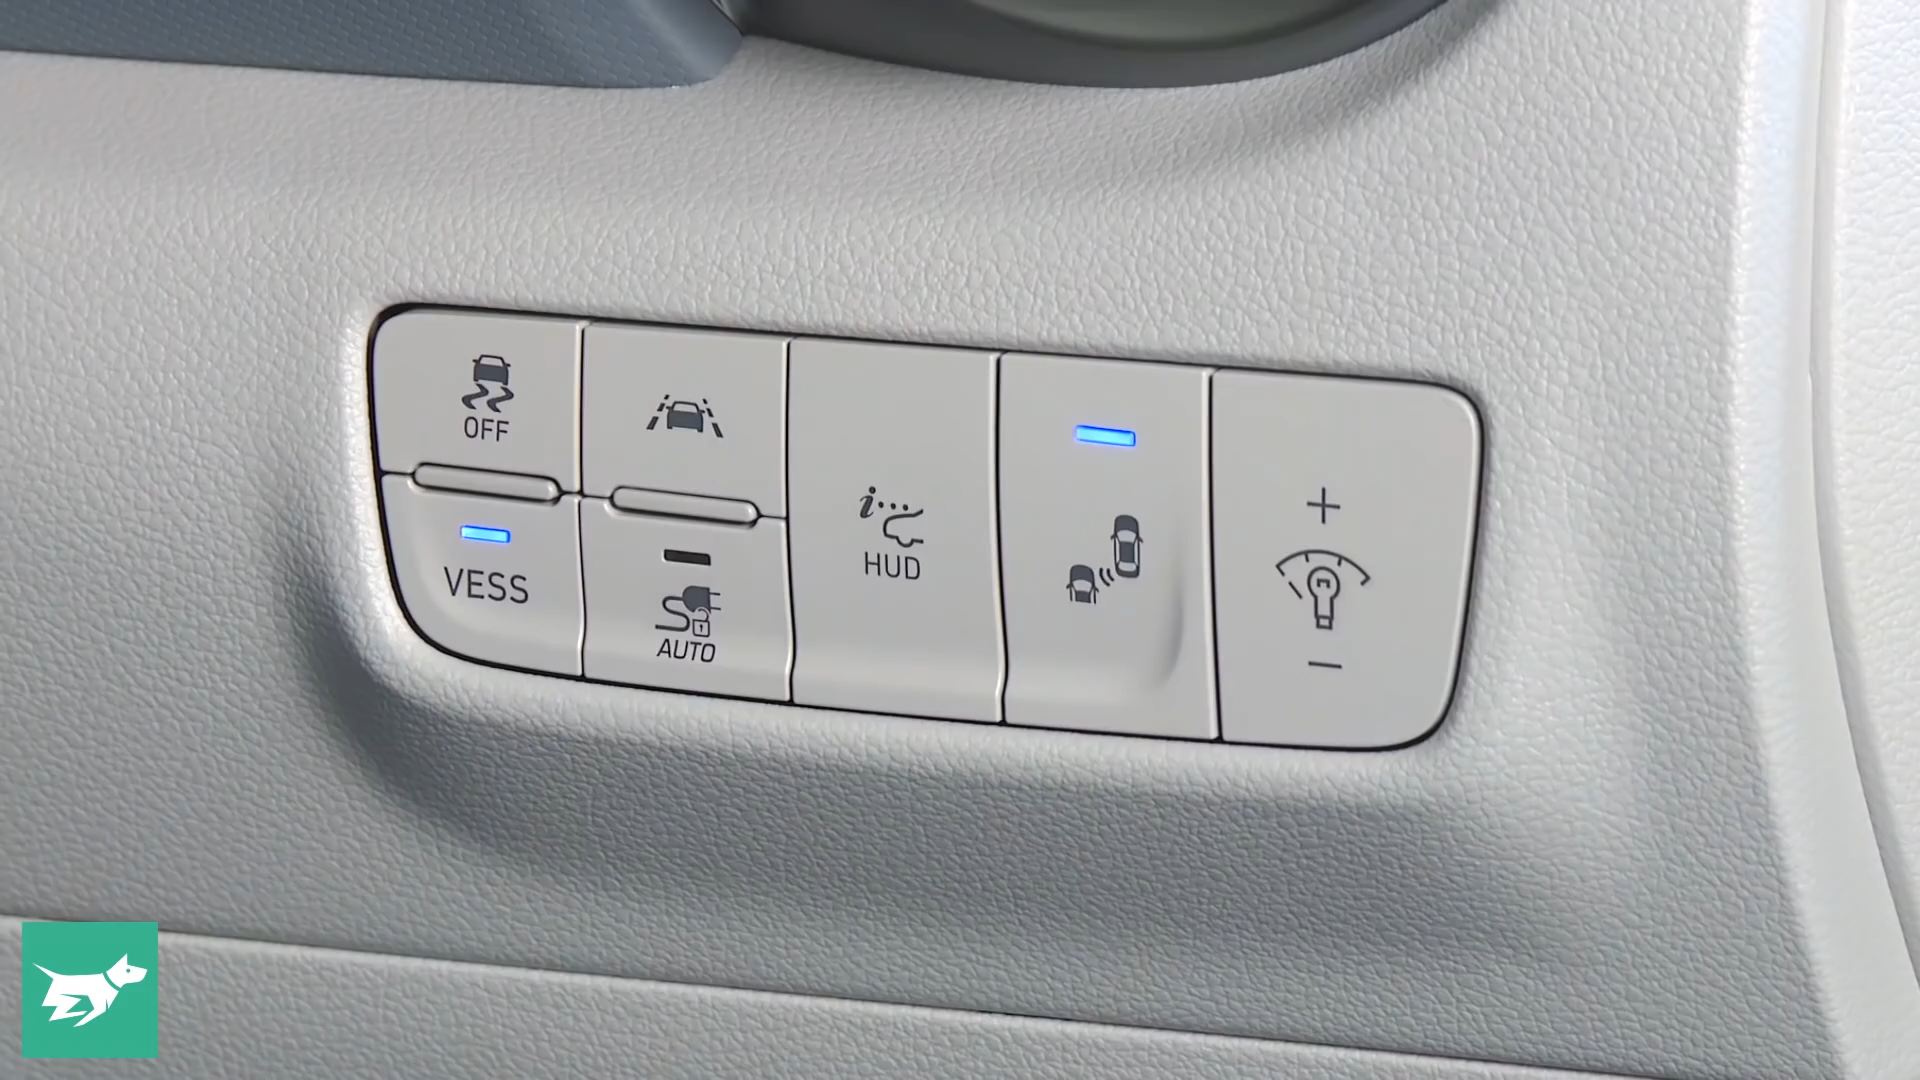 OFF
VESS
AUTO
i...
HUD
+
−